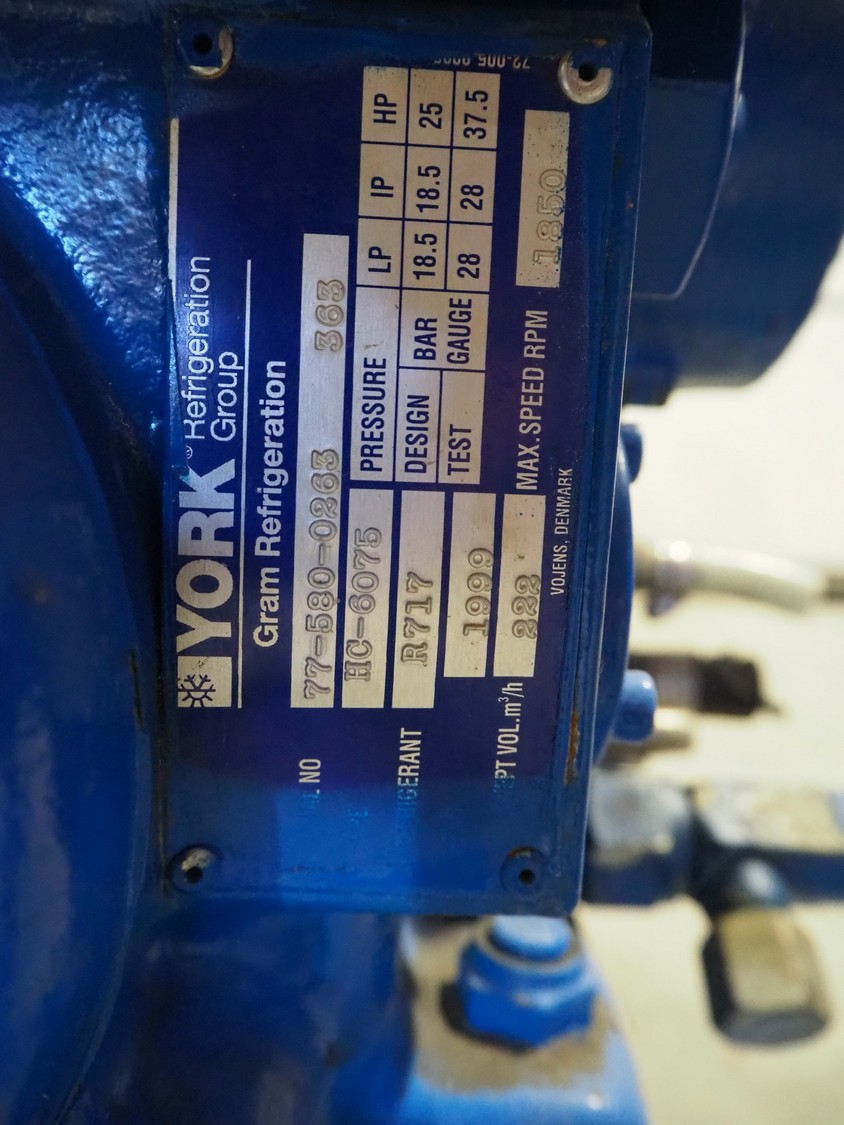 YORK® Refrigeration
Group
Gram Refrigeration
NO 77-580-0263 363
HC-6075
R717
1999
VOL.m³/h 222
PRESSURE LP IP HP
DESIGN BAR 18.5 18.5 25
TEST GAUGE 28 28 37.5
MAX.SPEED RPM 1850
VOJENS, DENMARK